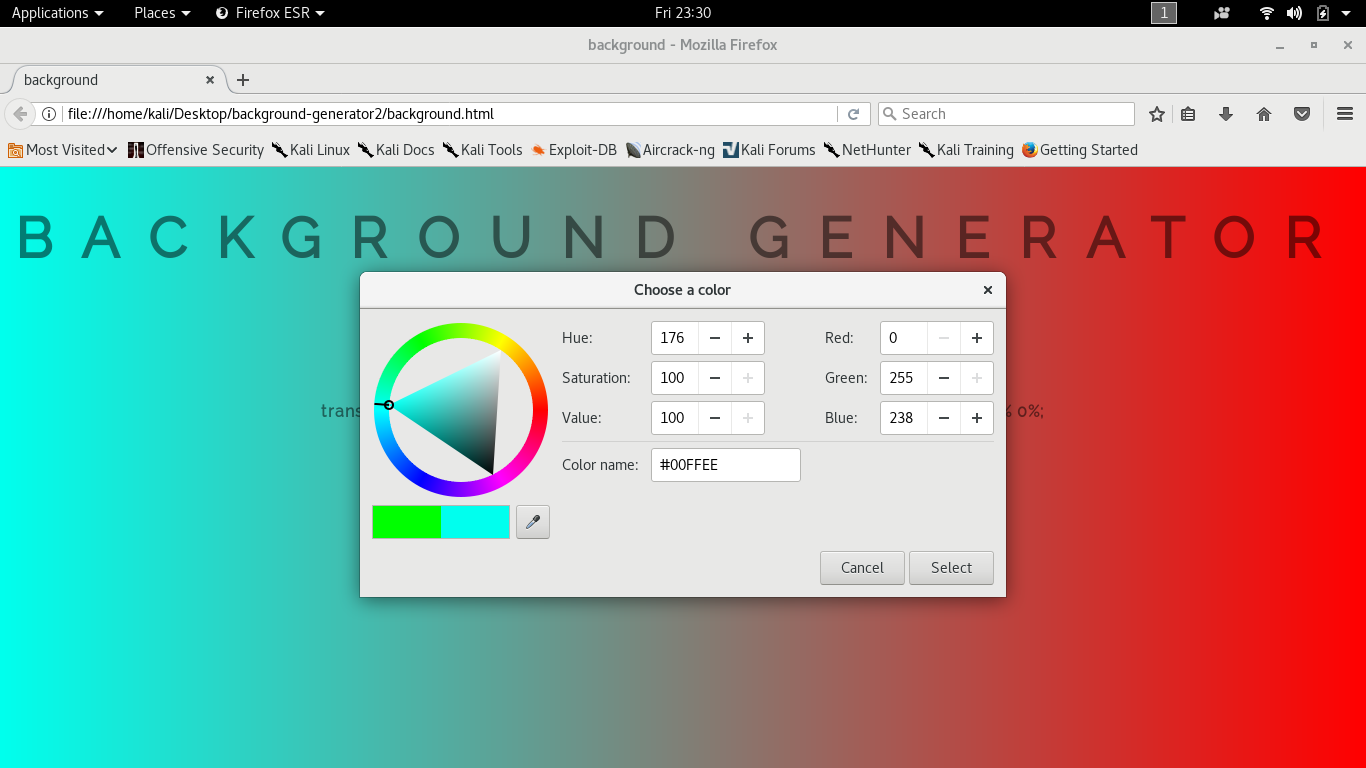 Applications Places Firefox ESR Fri 23:30 1
background - Mozilla Firefox
background
file:///home/kali/Desktop/background-generator2/background.html Search
Most Visited Offensive Security Kali Linux Kali Docs Kali Tools Exploit-DB Aircrack-ng Kali Forums NetHunter Kali Training Getting Started
BACKGROUND GENERATOR
Choose a color
Hue: 176 Red: 0
Saturation: 100 Green: 255
Value: 100 Blue: 238
0%;
Color name: #00FFEE
Cancel Select